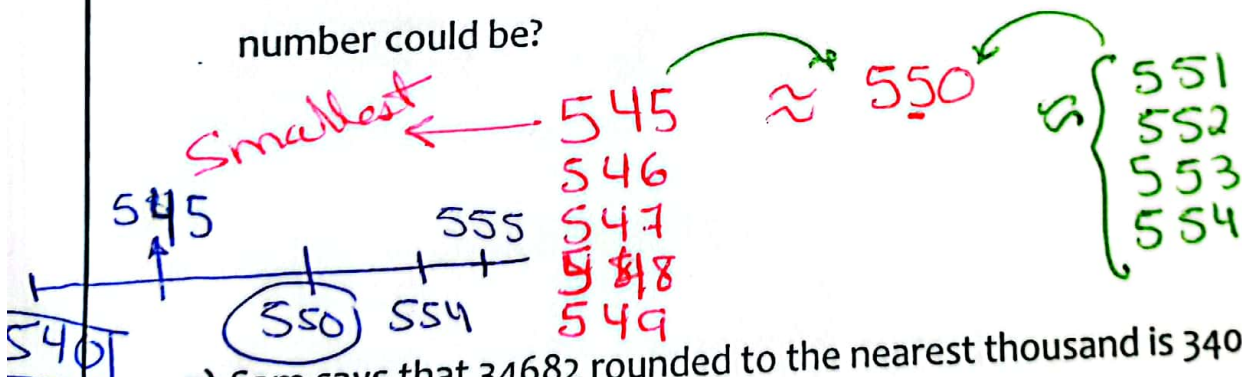 number could be?
Smallest ← 545 ≈ 550
546
547
548
549
≈ { 551
552
553
554
545
555
540
550 554
says that 34682 rounded to the nearest thousand is 340